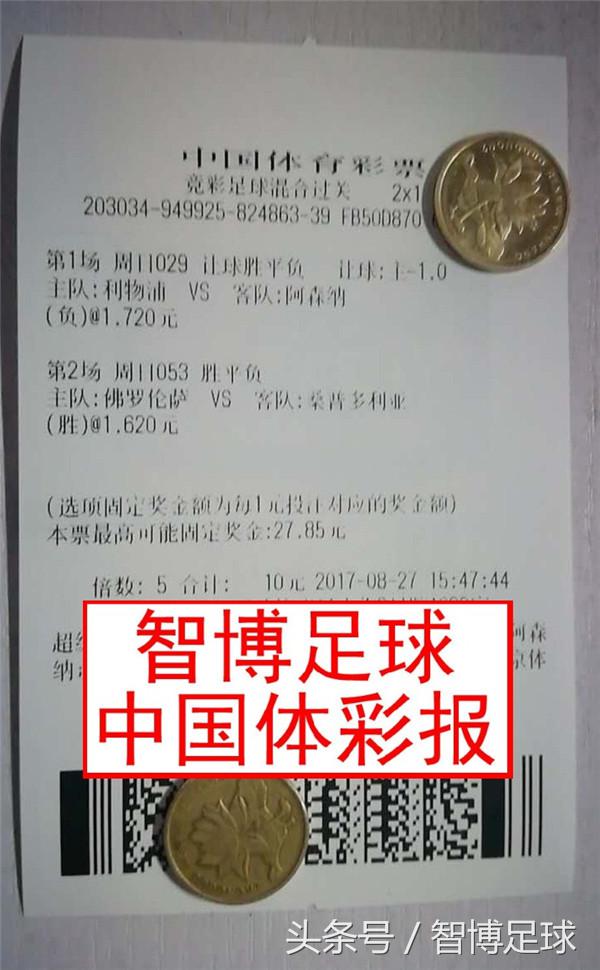 中国体育彩票
竞彩足球混合过关 2x1
203034-949925-824863-39 FB50D870
第1场 周日029 让球胜平负 让球:主-1.0
主队:利物浦 VS 客队:阿森纳
(负)@1.720元
第2场 周日053 胜平负
主队:佛罗伦萨 VS 客队:桑普多利亚
(胜)@1.620元
(选项固定奖金额为每1元投注对应的奖金额)
本票最高可能固定奖金:27.85元
倍数: 5 合计: 10元 2017-08-27 15:47:44
智博足球
中国体彩报
阿森
纳
京体
头条号 / 智博足球